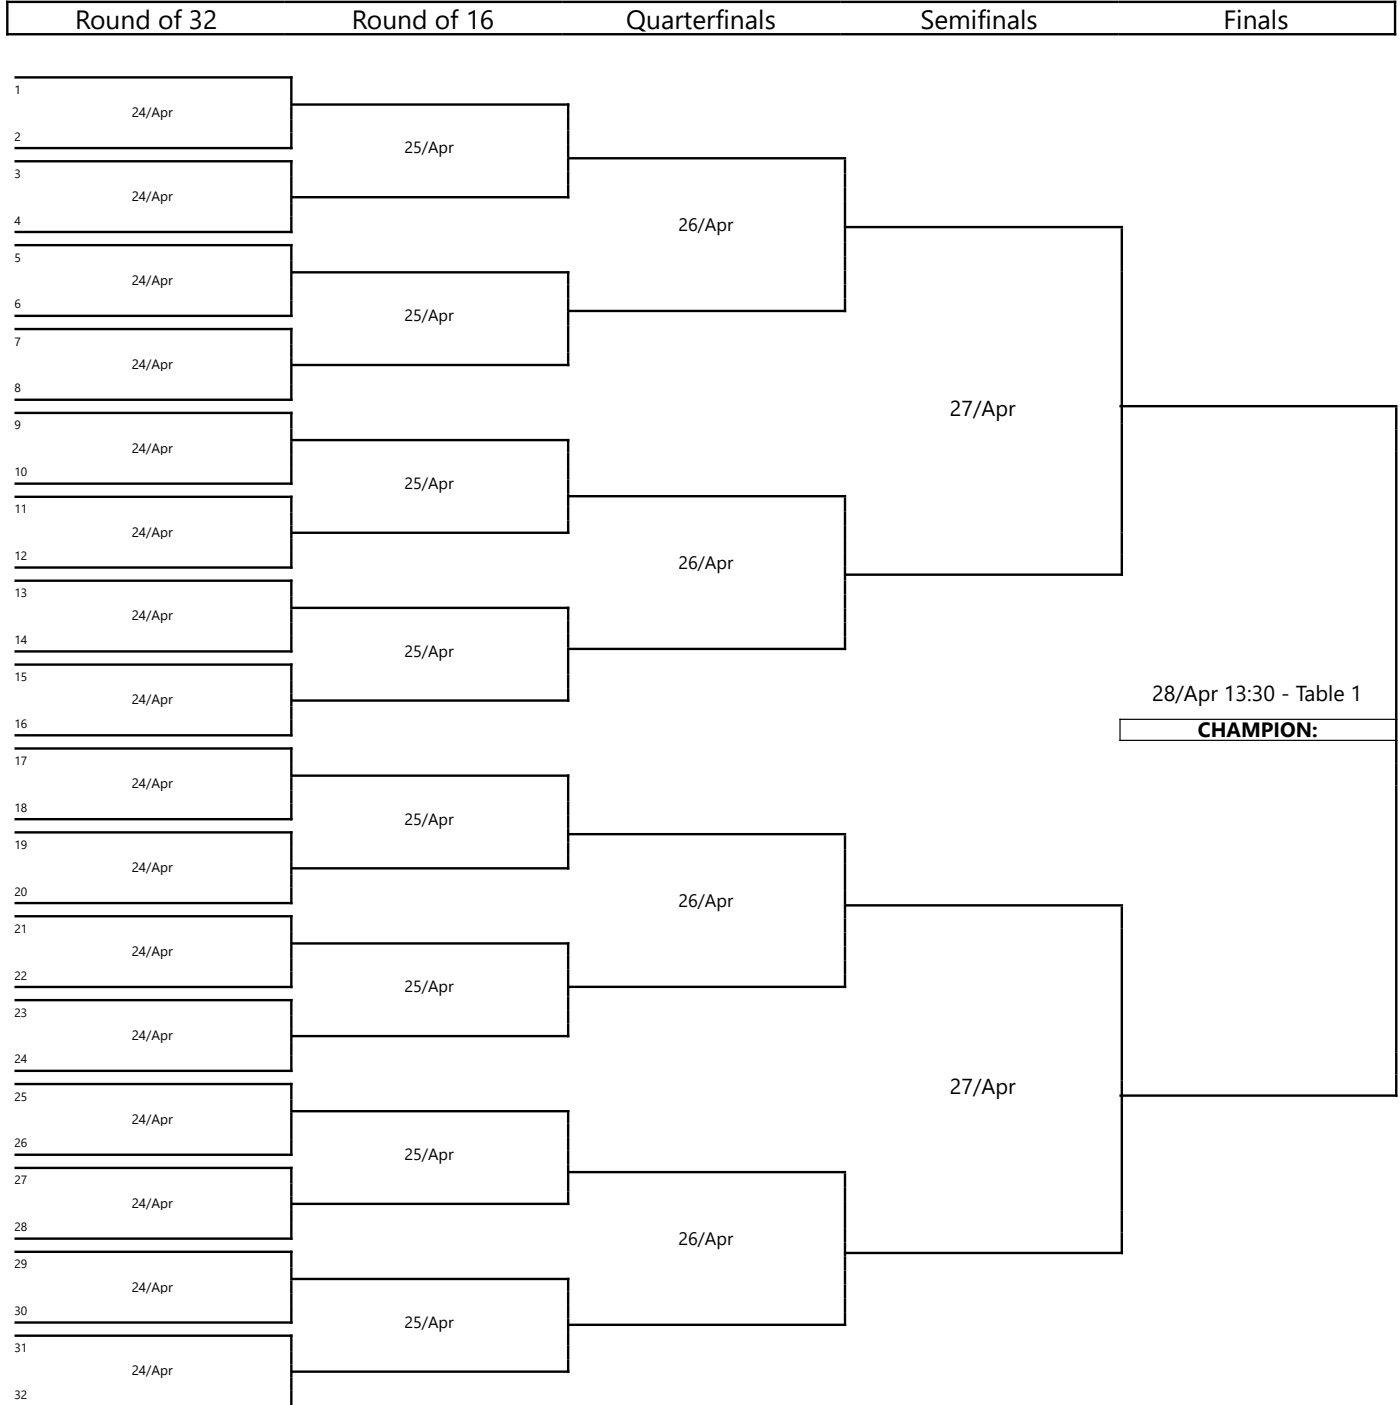 Round of 32 Round of 16 Quarterfinals Semifinals Finals
1
24/Apr
2
3
24/Apr
4
5
24/Apr
6
7
24/Apr
8
9
24/Apr
10
11
24/Apr
12
13
24/Apr
14
15
24/Apr
16
17
24/Apr
18
19
24/Apr
20
21
24/Apr
22
23
24/Apr
24
25
24/Apr
26
27
24/Apr
28
29
24/Apr
30
31
24/Apr
32
25/Apr
25/Apr
25/Apr
25/Apr
25/Apr
25/Apr
25/Apr
25/Apr
26/Apr
26/Apr
26/Apr
26/Apr
27/Apr
27/Apr
28/Apr 13:30 - Table 1
CHAMPION: